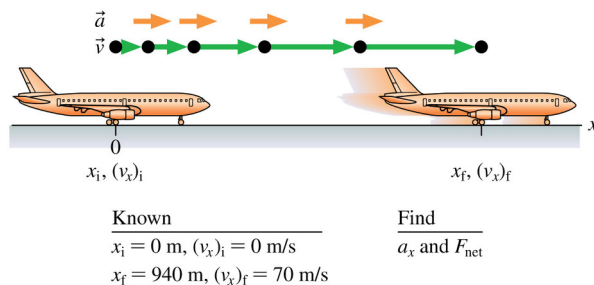 a⃗
v⃗
x
0
xᵢ, (vₓ)ᵢ
x_f, (vₓ)_f
Known
xᵢ = 0 m, (vₓ)ᵢ = 0 m/s
x_f = 940 m, (vₓ)_f = 70 m/s
Find
aₓ and F_net